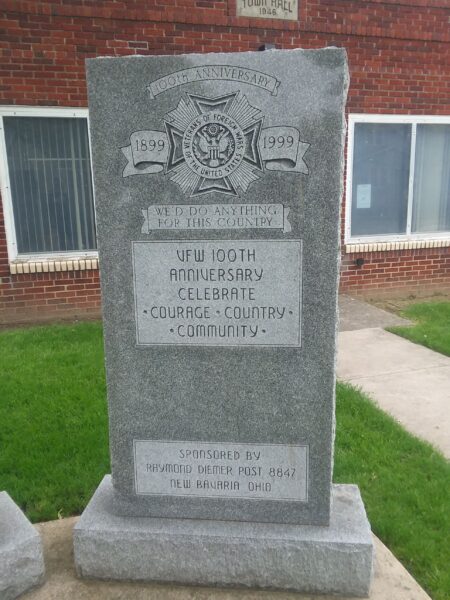 TOWN HALL
1946
100TH ANNIVERSARY
1899 1999
VETERANS OF FOREIGN WARS
OF THE UNITED STATES
WE'D DO ANYTHING
FOR THIS COUNTRY
VFW 100TH
ANNIVERSARY
CELEBRATE
• COURAGE • COUNTRY •
• COMMUNITY •
SPONSORED BY
RAYMOND DIEMER POST 8847
NEW BAVARIA OHIO